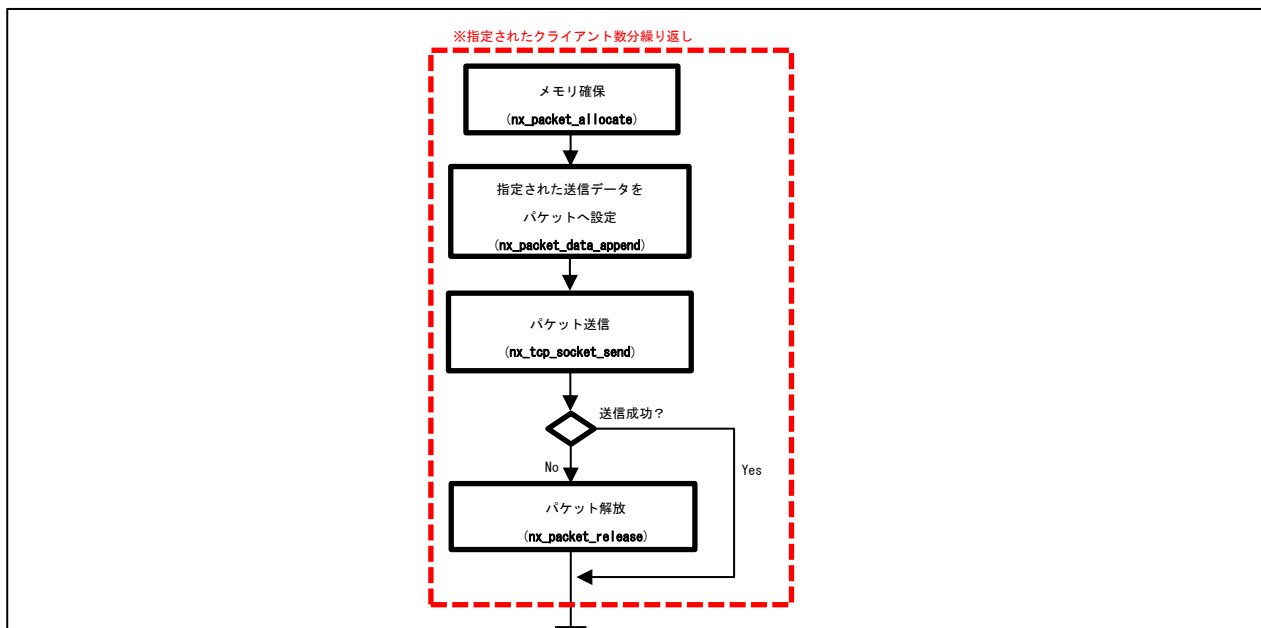 ※指定されたクライアント数分繰り返し
メモリ確保
(nx_packet_allocate)
指定された送信データを
パケットへ設定
(nx_packet_data_append)
パケット送信
(nx_tcp_socket_send)
送信成功？
No
Yes
パケット解放
(nx_packet_release)